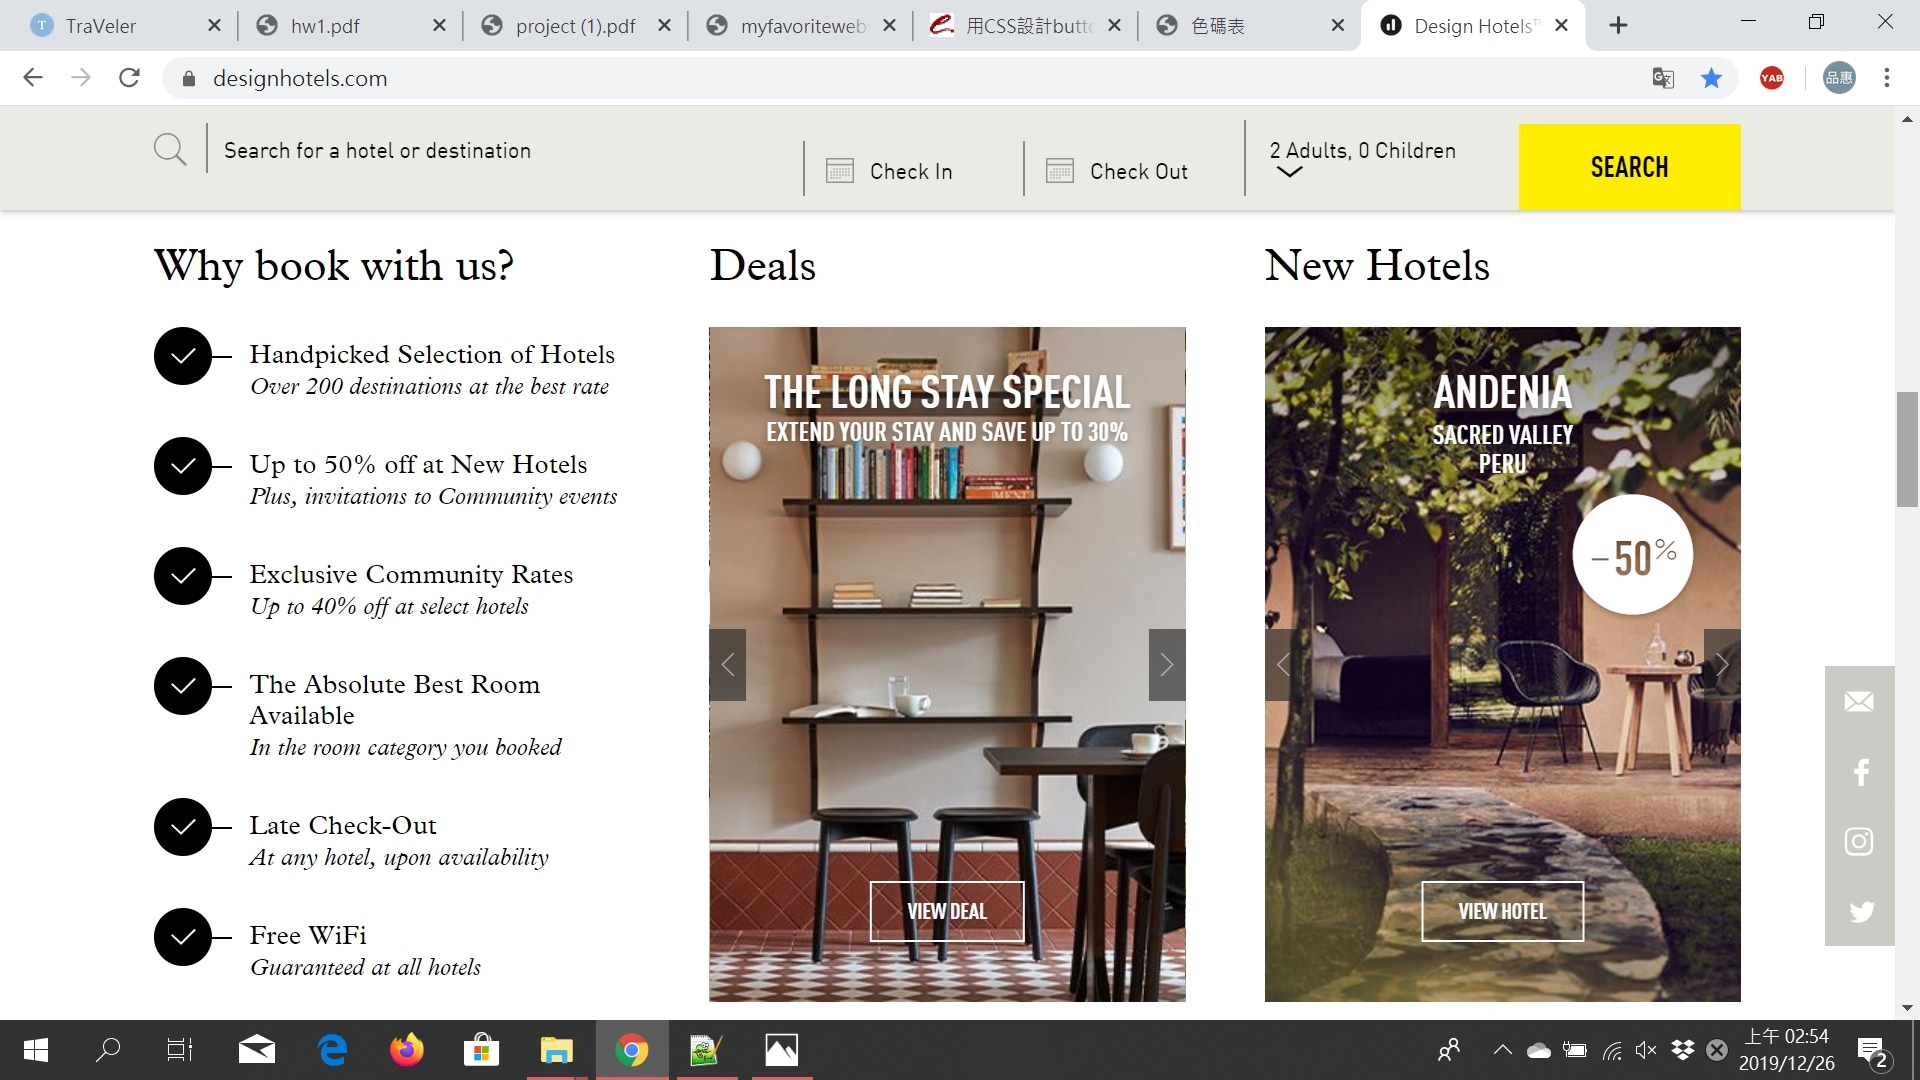 TraVeler
hw1.pdf
project (1).pdf
myfavoriteweb
用CSS設計butt
色碼表
Design Hotels™
designhotels.com
YAB
品惠
Search for a hotel or destination
Check In
Check Out
2 Adults, 0 Children
SEARCH
Why book with us?
Handpicked Selection of Hotels
Over 200 destinations at the best rate
Up to 50% off at New Hotels
Plus, invitations to Community events
Exclusive Community Rates
Up to 40% off at select hotels
The Absolute Best Room
Available
In the room category you booked
Late Check-Out
At any hotel, upon availability
Free WiFi
Guaranteed at all hotels
Deals
THE LONG STAY SPECIAL
EXTEND YOUR STAY AND SAVE UP TO 30%
VIEW DEAL
New Hotels
ANDENIA
SACRED VALLEY
PERU
-50%
VIEW HOTEL
上午 02:54
2019/12/26
2